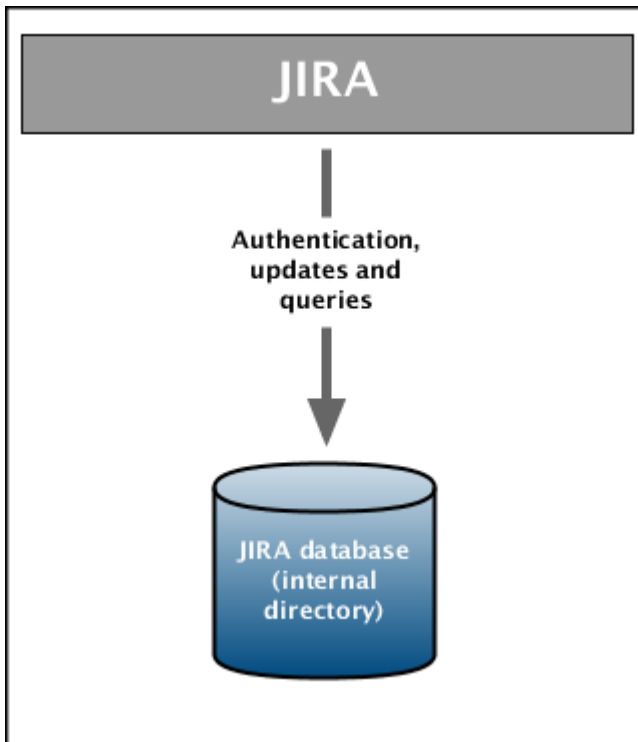 JIRA
Authentication,
updates and
queries
JIRA database
(internal
directory)